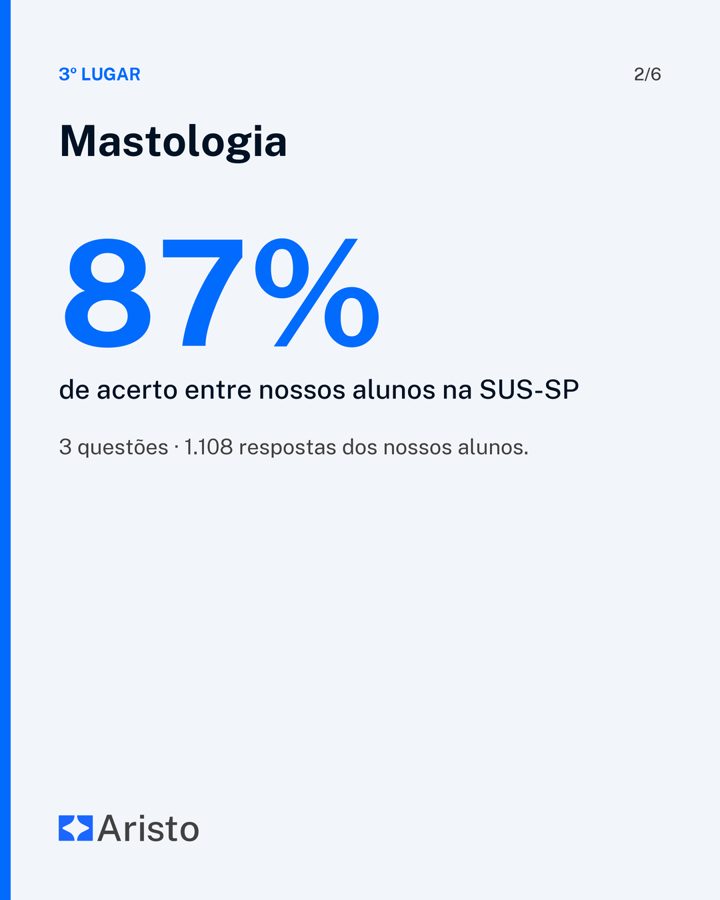 3º LUGAR
2/6
Mastologia
87%
de acerto entre nossos alunos na SUS-SP
3 questões · 1.108 respostas dos nossos alunos.
Aristo